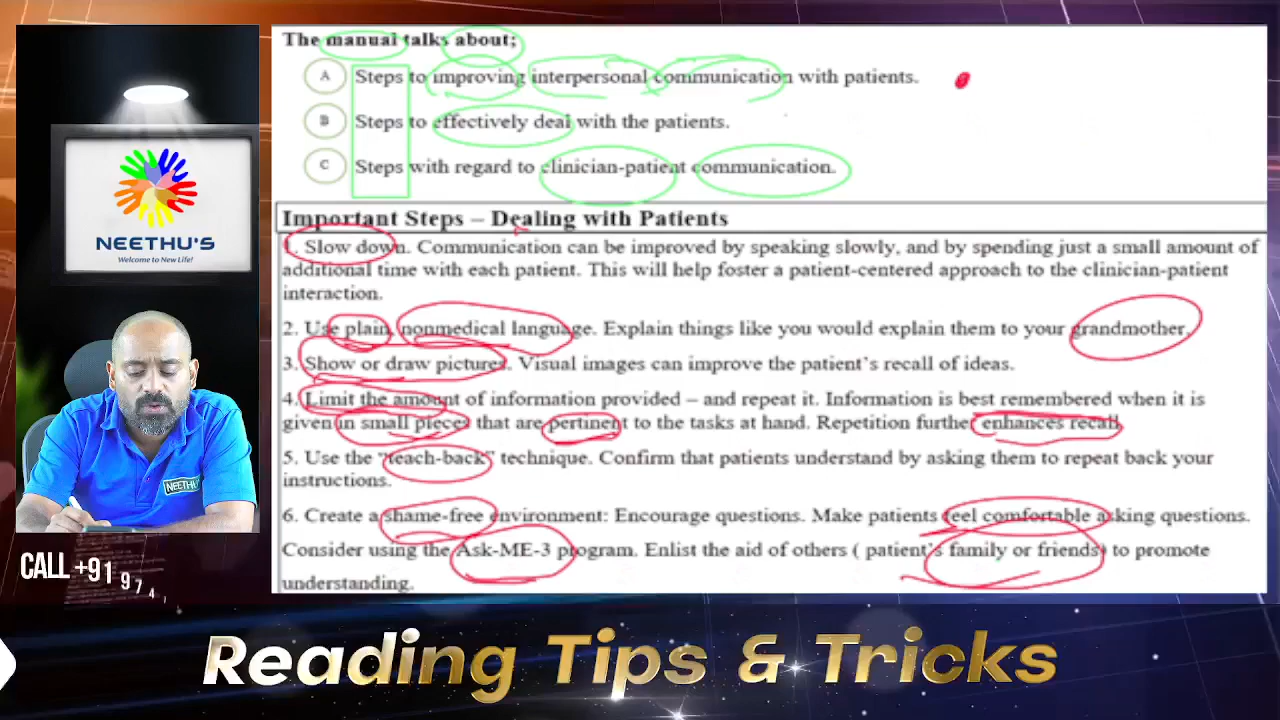 The manual talks about;
A Steps to improving interpersonal communication with patients.
B Steps to effectively deal with the patients.
C Steps with regard to clinician-patient communication.
Important Steps – Dealing with Patients
1. Slow down. Communication can be improved by speaking slowly, and by spending just a small amount of
additional time with each patient. This will help foster a patient-centered approach to the clinician-patient
interaction.
2. Use plain, nonmedical language. Explain things like you would explain them to your grandmother.
3. Show or draw pictures. Visual images can improve the patient's recall of ideas.
4. Limit the amount of information provided – and repeat it. Information is best remembered when it is
given in small pieces that are pertinent to the tasks at hand. Repetition further enhances recall
5. Use the "teach-back" technique. Confirm that patients understand by asking them to repeat back your
instructions.
6. Create a shame-free environment: Encourage questions. Make patients feel comfortable asking questions.
Consider using the Ask-ME-3 program. Enlist the aid of others ( patient's family or friends) to promote
understanding.
NEETHU'S
Welcome to New Life!
NEETHU
CALL +91 974
Reading Tips & Tricks